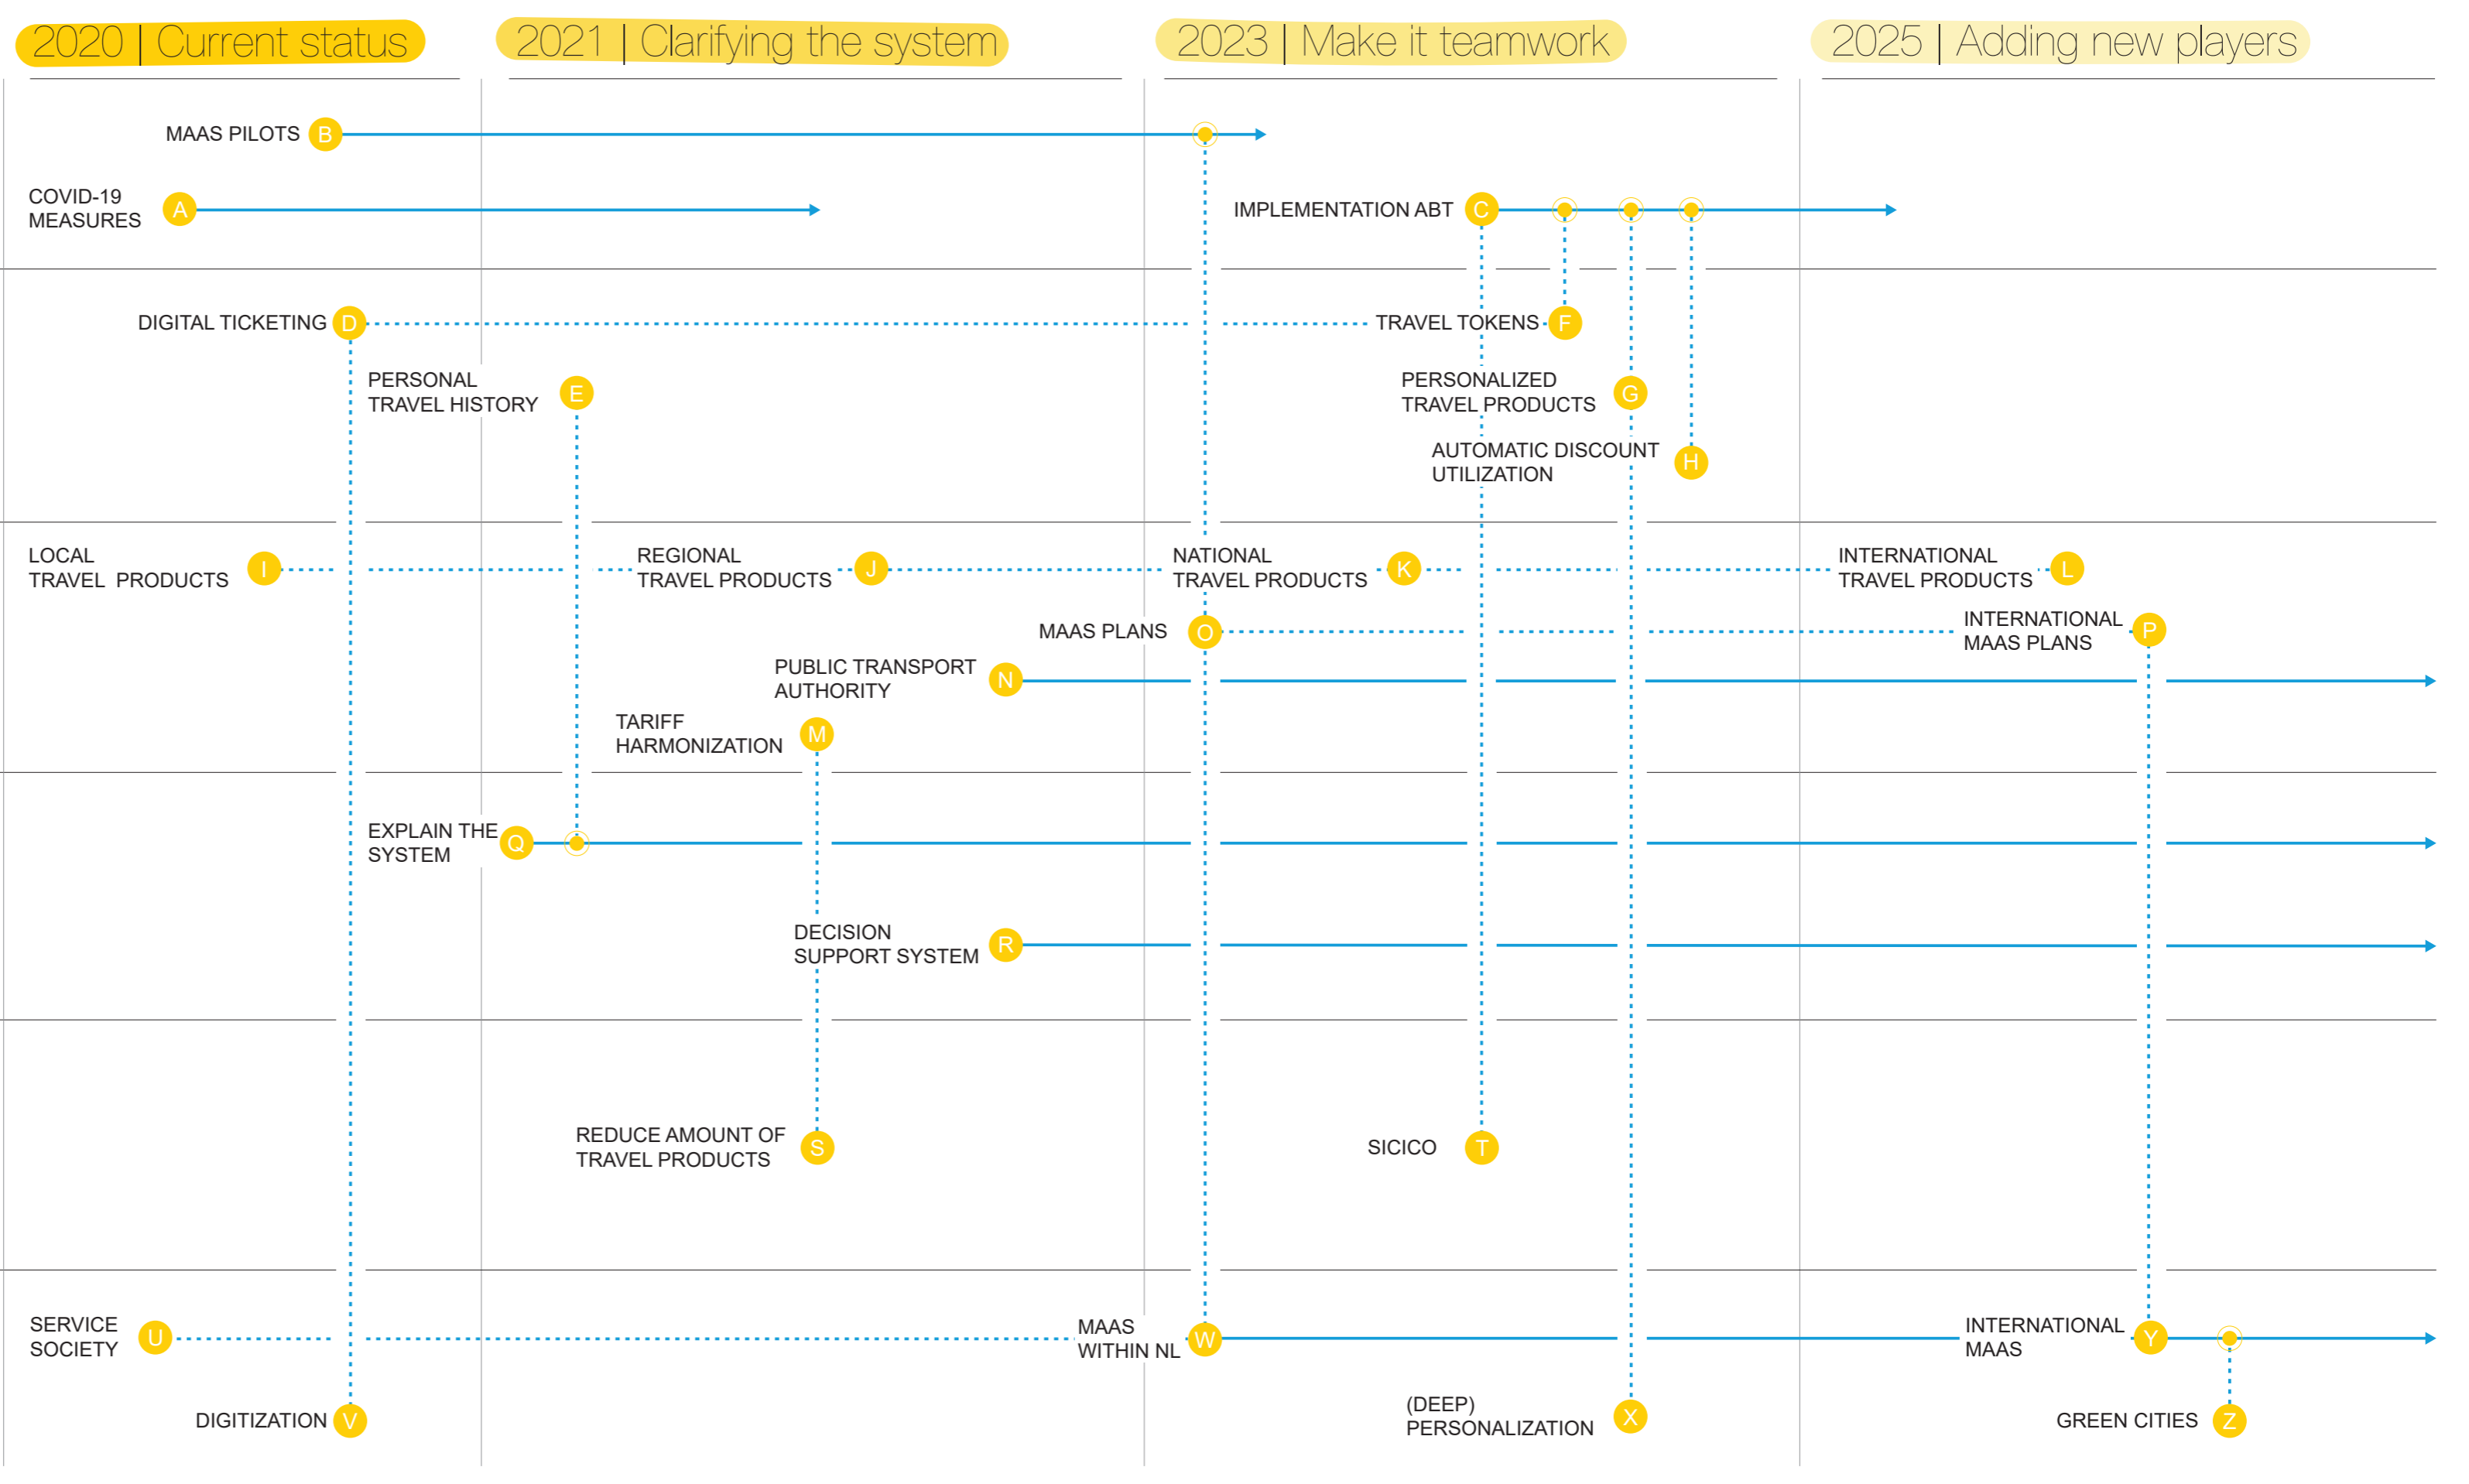 2020 | Current status
2021 | Clarifying the system
2023 | Make it teamwork
2025 | Adding new players
MAAS PILOTS B
COVID-19
MEASURES A
IMPLEMENTATION ABT C
DIGITAL TICKETING D
TRAVEL TOKENS F
PERSONAL
TRAVEL HISTORY E
PERSONALIZED
TRAVEL PRODUCTS G
AUTOMATIC DISCOUNT
UTILIZATION H
LOCAL
TRAVEL PRODUCTS I
REGIONAL
TRAVEL PRODUCTS J
NATIONAL
TRAVEL PRODUCTS K
INTERNATIONAL
TRAVEL PRODUCTS L
MAAS PLANS O
INTERNATIONAL
MAAS PLANS P
PUBLIC TRANSPORT
AUTHORITY N
TARIFF
HARMONIZATION M
EXPLAIN THE
SYSTEM Q
DECISION
SUPPORT SYSTEM R
REDUCE AMOUNT OF
TRAVEL PRODUCTS S
SICICO T
SERVICE
SOCIETY U
MAAS
WITHIN NL W
INTERNATIONAL
MAAS Y
DIGITIZATION V
(DEEP)
PERSONALIZATION X
GREEN CITIES Z